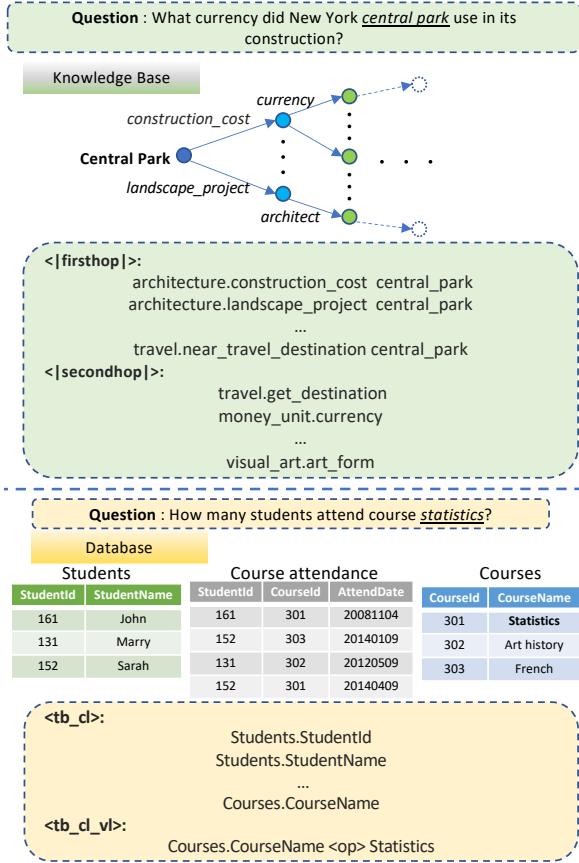 Question : What currency did New York central park use in its
construction?
Knowledge Base
currency
construction_cost
Central Park
landscape_project
architect
<|firsthop|>:
architecture.construction_cost central_park
architecture.landscape_project central_park
...
travel.near_travel_destination central_park
<|secondhop|>:
travel.get_destination
money_unit.currency
...
visual_art.art_form
Question : How many students attend course statistics?
Database
Students
StudentId StudentName
161 John
131 Marry
152 Sarah
Course attendance
StudentId CourseId AttendDate
161 301 20081104
152 303 20140109
131 302 20120509
152 301 20140409
Courses
CourseId CourseName
301 Statistics
302 Art history
303 French
<tb_cl>:
Students.StudentId
Students.StudentName
...
Courses.CourseName
<tb_cl_vl>:
Courses.CourseName <op> Statistics